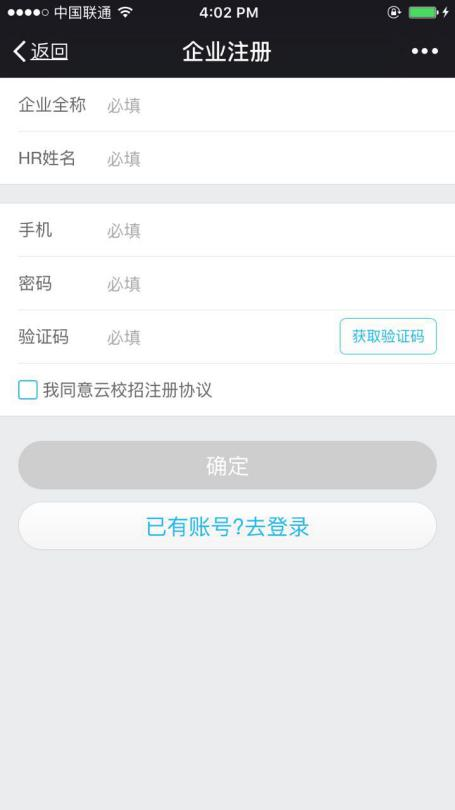 中国联通 4:02 PM
返回 企业注册
企业全称 必填
HR姓名 必填
手机 必填
密码 必填
验证码 必填 获取验证码
我同意云校招注册协议
确定
已有账号?去登录